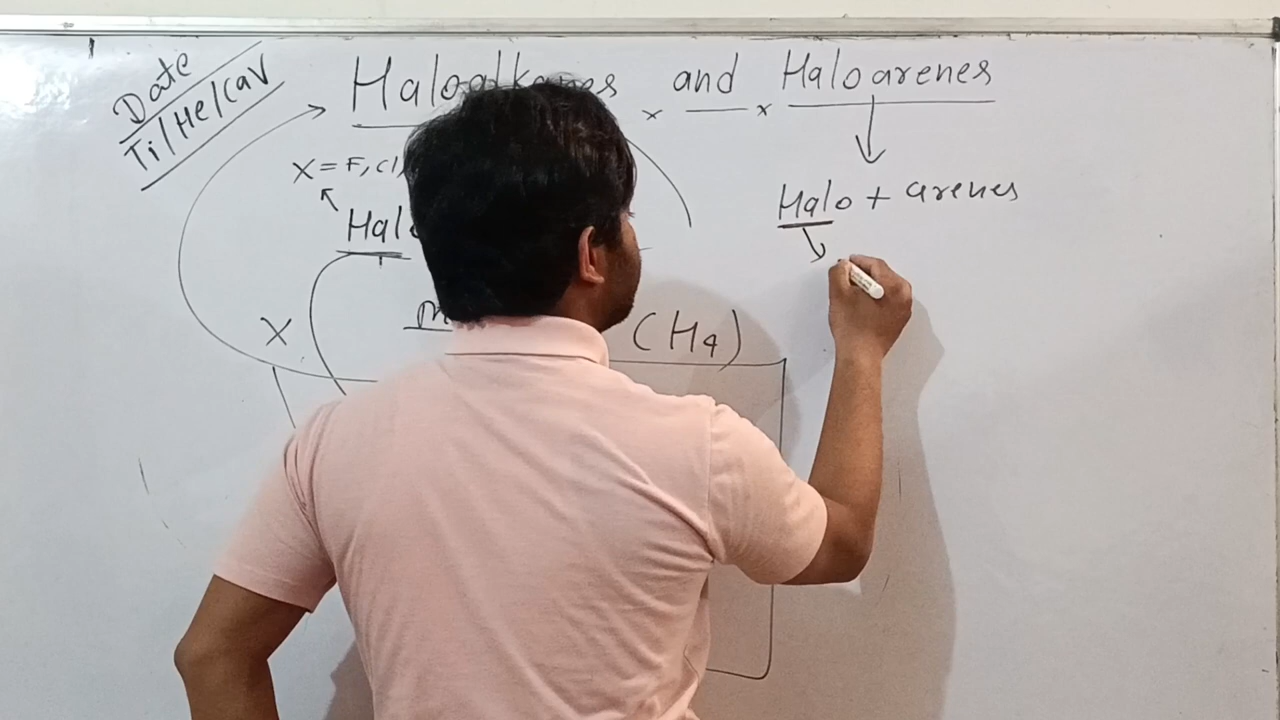 Date
Ti/He/Cav
Haloalkanes and Haloarenes
X = F, Cl,
Halo + arenes
Hal
X
(H4)